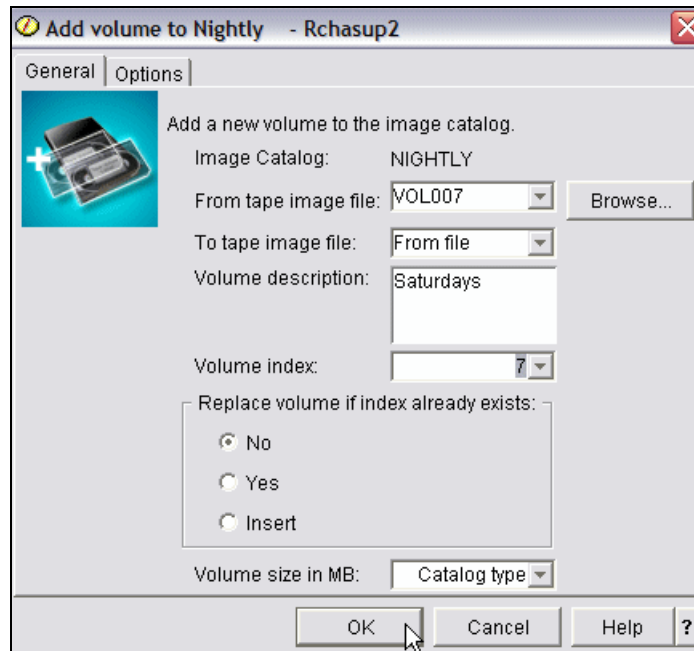 Add volume to Nightly - Rchasup2
General Options
Add a new volume to the image catalog.
Image Catalog: NIGHTLY
From tape image file: VOL007 Browse...
To tape image file: From file
Volume description: Saturdays
Volume index: 7
Replace volume if index already exists:
No
Yes
Insert
Volume size in MB: Catalog type
OK Cancel Help ?